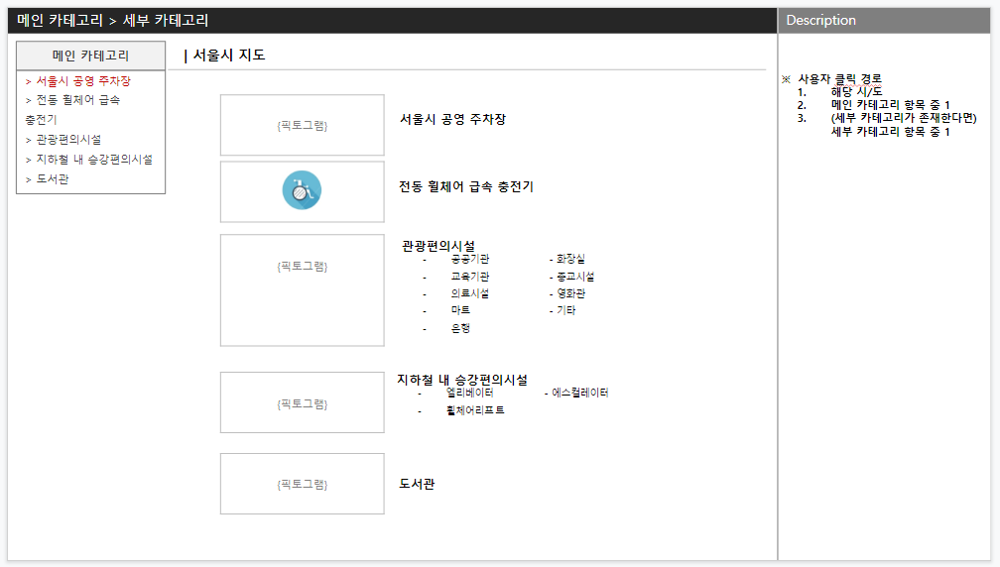 메인 카테고리 > 세부 카테고리
Description
메인 카테고리
> 서울시 공영 주차장
> 전동 휠체어 급속
충전기
> 관광편의시설
> 지하철 내 승강편의시설
> 도서관
| 서울시 지도
{픽토그램}
서울시 공영 주차장
전동 휠체어 급속 충전기
{픽토그램}
관광편의시설
- 공공기관 - 화장실
- 교육기관 - 종교시설
- 의료시설 - 영화관
- 마트 - 기타
- 은행
{픽토그램}
지하철 내 승강편의시설
- 엘리베이터 - 에스컬레이터
- 휠체어리프트
{픽토그램}
도서관
※ 사용자 클릭 경로
1. 해당 시/도
2. 메인 카테고리 항목 중 1
3. (세부 카테고리가 존재한다면)
세부 카테고리 항목 중 1